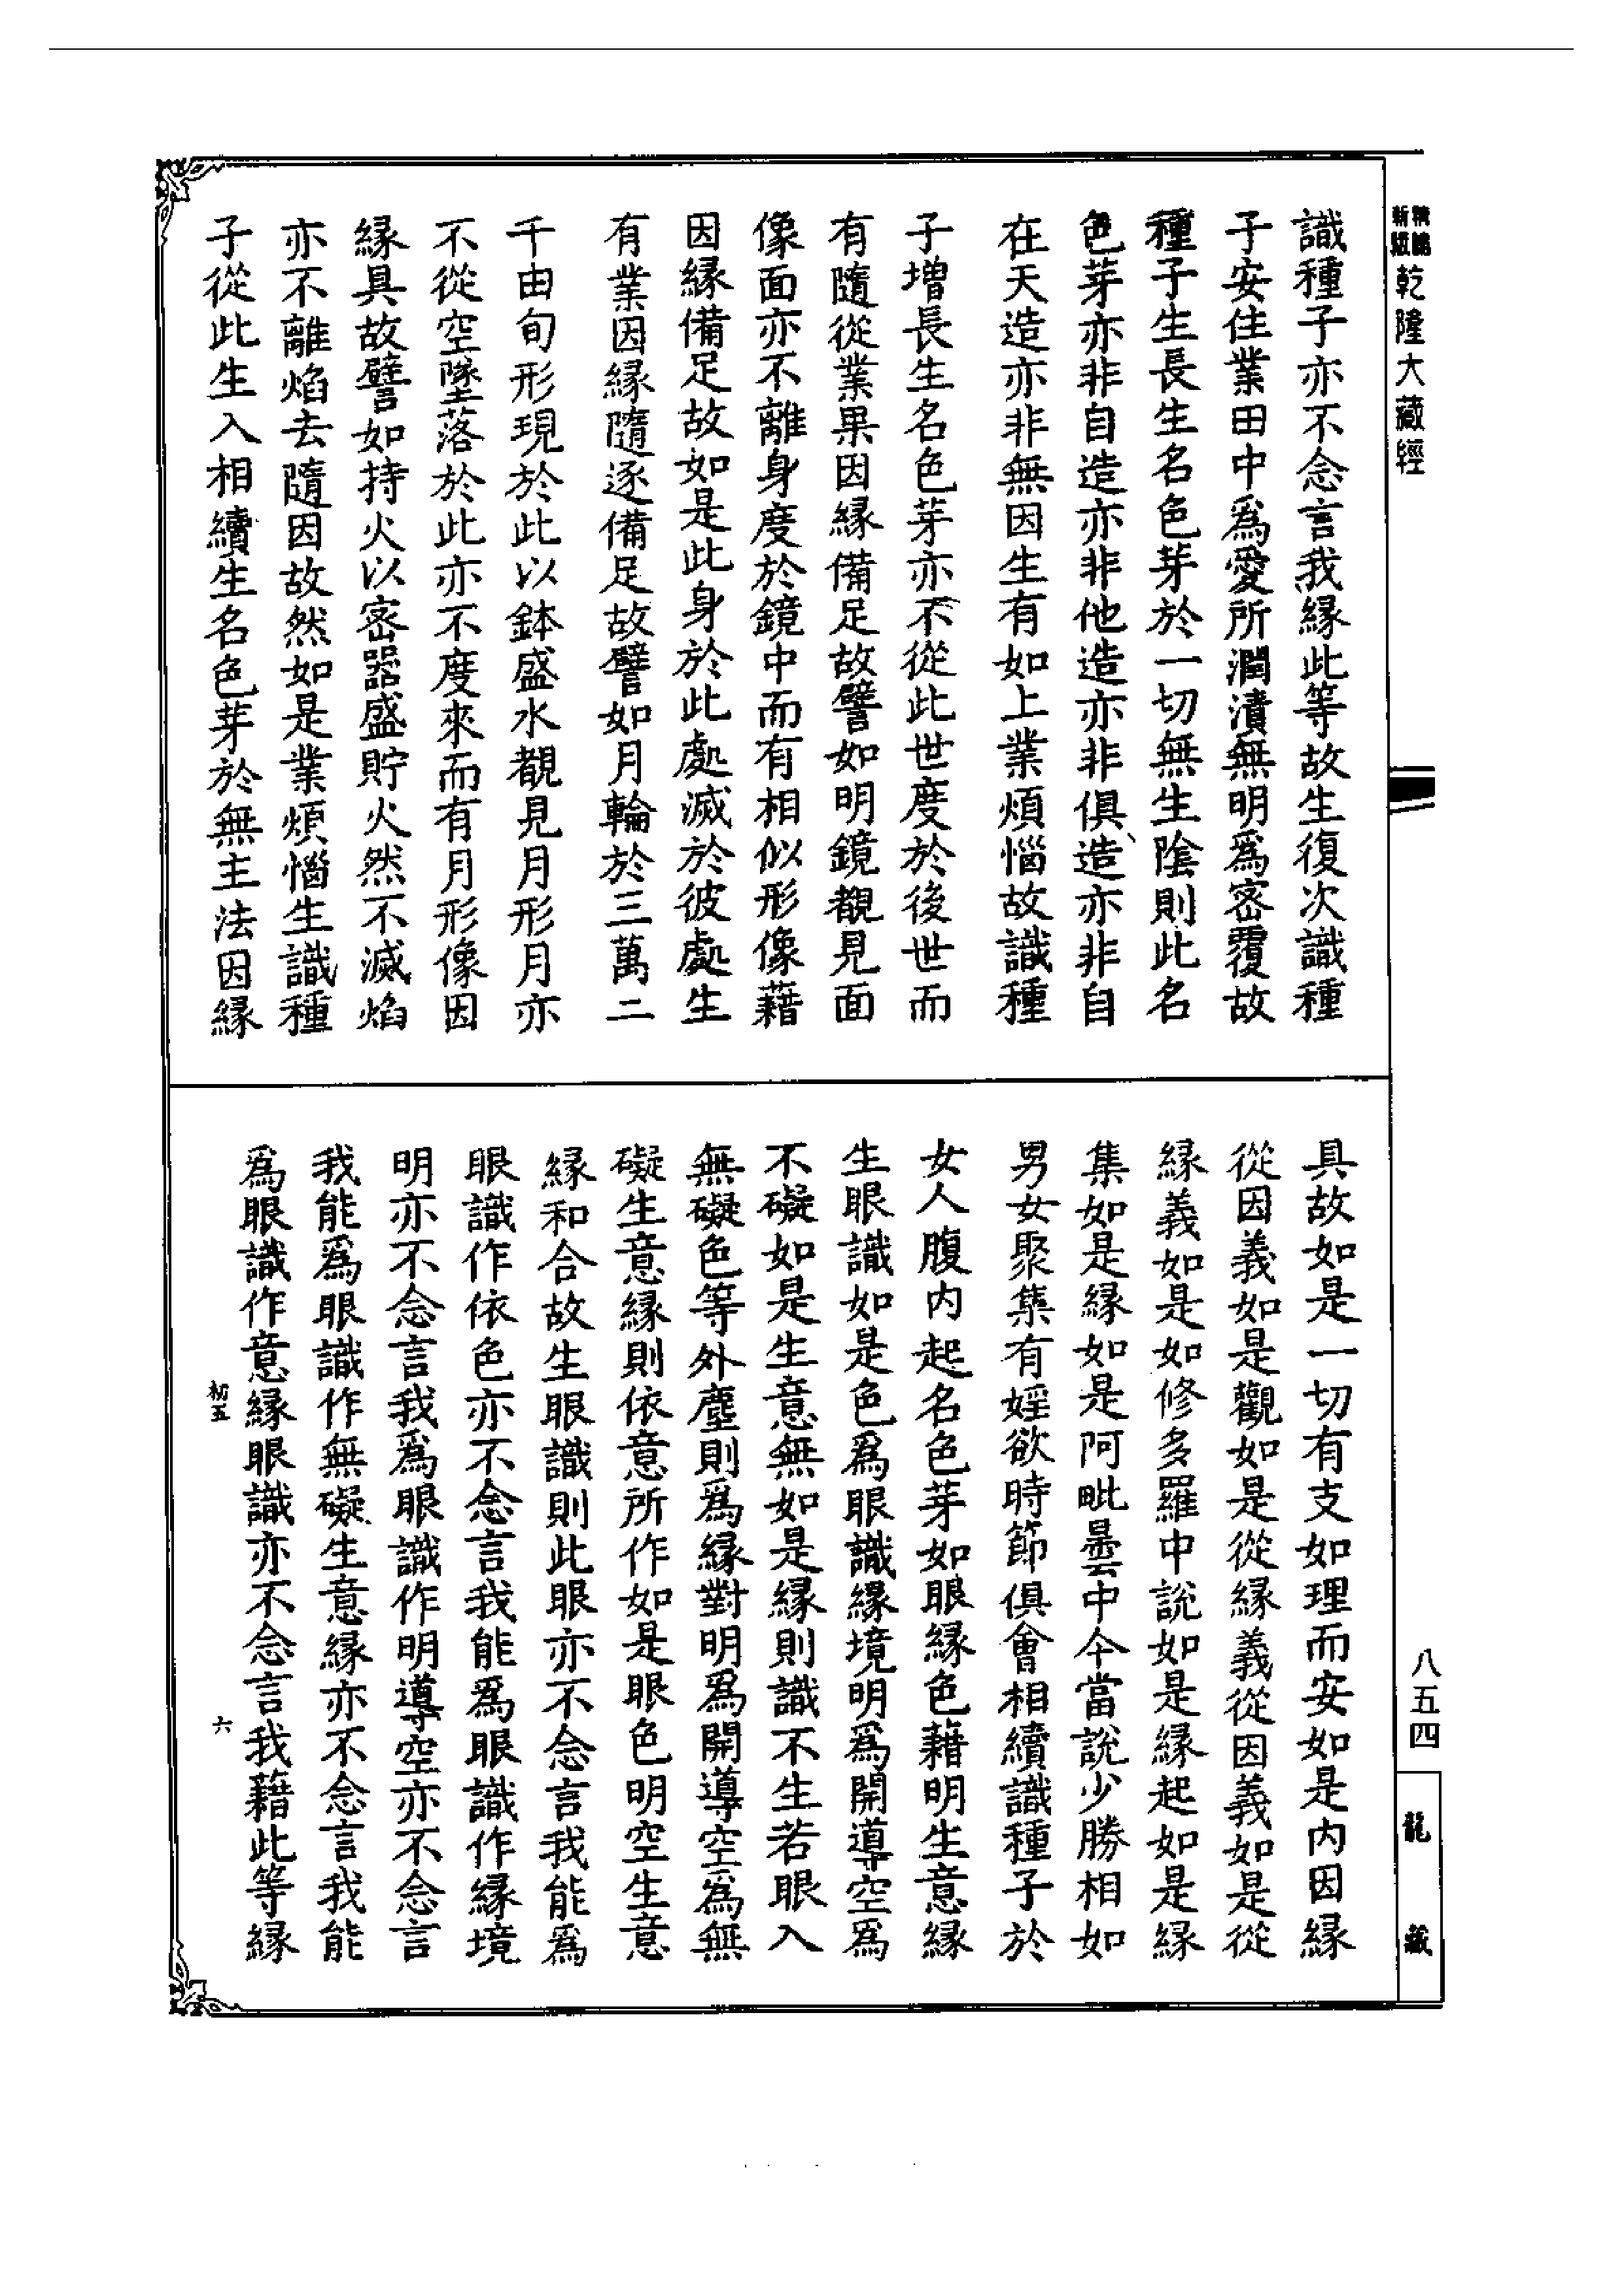 精縮
新版
乾隆大藏經
識種子亦不念言我緣此等故生復次識種
子安住業田中爲愛所潤漬無明爲密覆故
種子生長生名色芽於一切無生陰則此名
色芽亦非自造亦非他造亦非俱造亦非自
在天造亦非無因生有如上業煩惱故識種
子增長生名色芽亦不從此世度於後世而
有隨從業果因緣備足故譬如明鏡覩見面
像面亦不離身度於鏡中而有相似形像藉
因緣備足故如是此身於此處滅於彼處生
有業因緣隨逐備足故譬如月輪於三萬二
千由旬形現於此以鉢盛水覩見月形月亦
不從空墜落於此亦不度來而有月形像因
緣具故譬如持火以密器盛貯火然不滅焰
亦不離焰去隨因故然如是業煩惱生識種
子從此生入相續生名色芽於無主法因緣
具故如是一切有支如理而安如是內因緣
從因義如是觀如是從緣義從因義如是從
緣義如是如修多羅中說如是緣起如是緣
集如是緣如是阿毗曇中今當說少勝相如
男女聚集有婬欲時節俱會相續識種子於
女人腹內起名色芽如眼緣色藉明生意緣
生眼識如是色爲眼識緣境明爲開導空爲
不礙如是生意無如是緣則識不生若眼入
無礙色等外塵則爲緣對明爲開導空爲無
礙生意緣則依意所作如是眼色明空生意
緣和合故生眼識則此眼亦不念言我能爲
眼識作依色亦不念言我能爲眼識作緣境
明亦不念言我爲眼識作明導空亦不念言
我能爲眼識作無礙生意緣亦不念言我能
爲眼識作意緣眼識亦不念言我藉此等緣
初五
六
八五四
龍藏